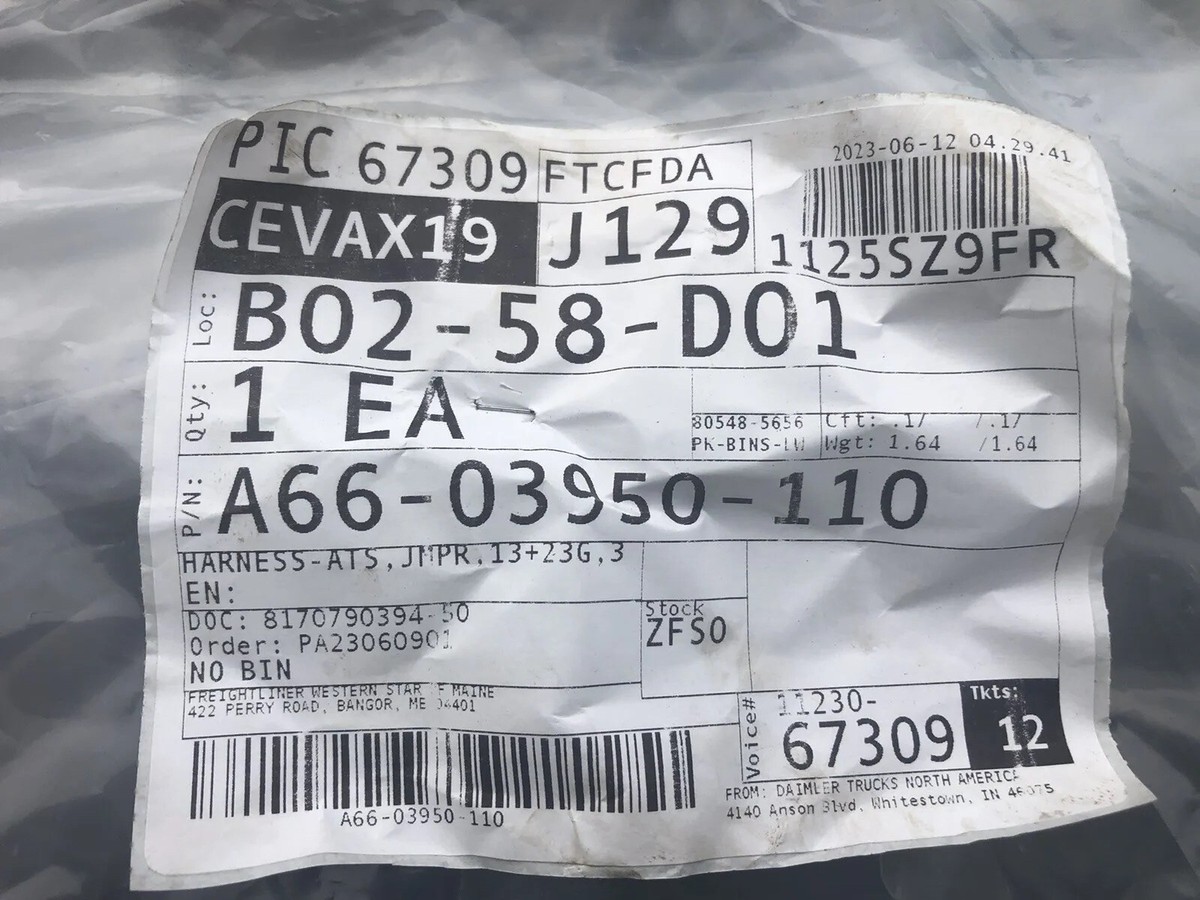 PIC 67309
FTCFDA
2023-06-12 04.29.41
CEVAX19
J129
1125SZ9FR
Loc: B02-58-D01
Qty: 1 EA
80548-5656
PK-BINS-LW
Cft: .17 /.17
Wgt: 1.64 /1.64
P/N: A66-03950-110
HARNESS-ATS,JMPR,13+23G,3
EN:
DOC: 8170790394-50
Order: PA23060901
NO BIN
Stock
ZFSO
FREIGHTLINER WESTERN STAR F MAINE
422 PERRY ROAD, BANGOR, ME 04401
Voice# 11230-
67309
Tkts:
12
A66-03950-110
FROM: DAIMLER TRUCKS NORTH AMERICA
4140 Anson Blvd, Whitestown, IN 46075